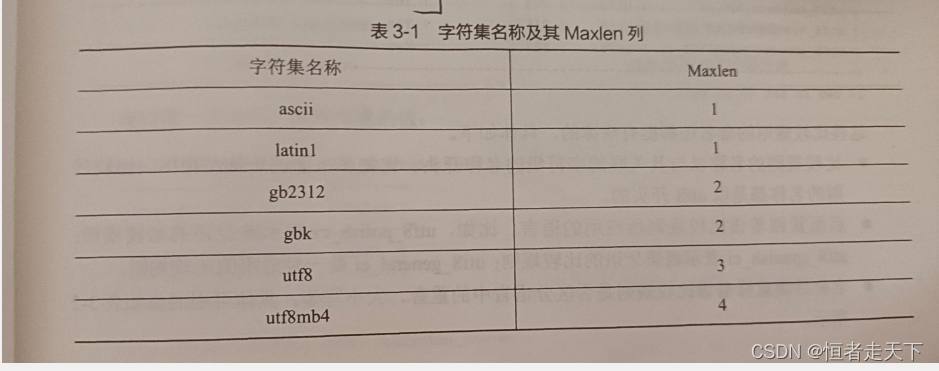 表 3-1 字符集名称及其 Maxlen 列
字符集名称 Maxlen
ascii 1
latin1 1
gb2312 2
gbk 2
utf8 3
utf8mb4 4
CSDN @恒者走天下